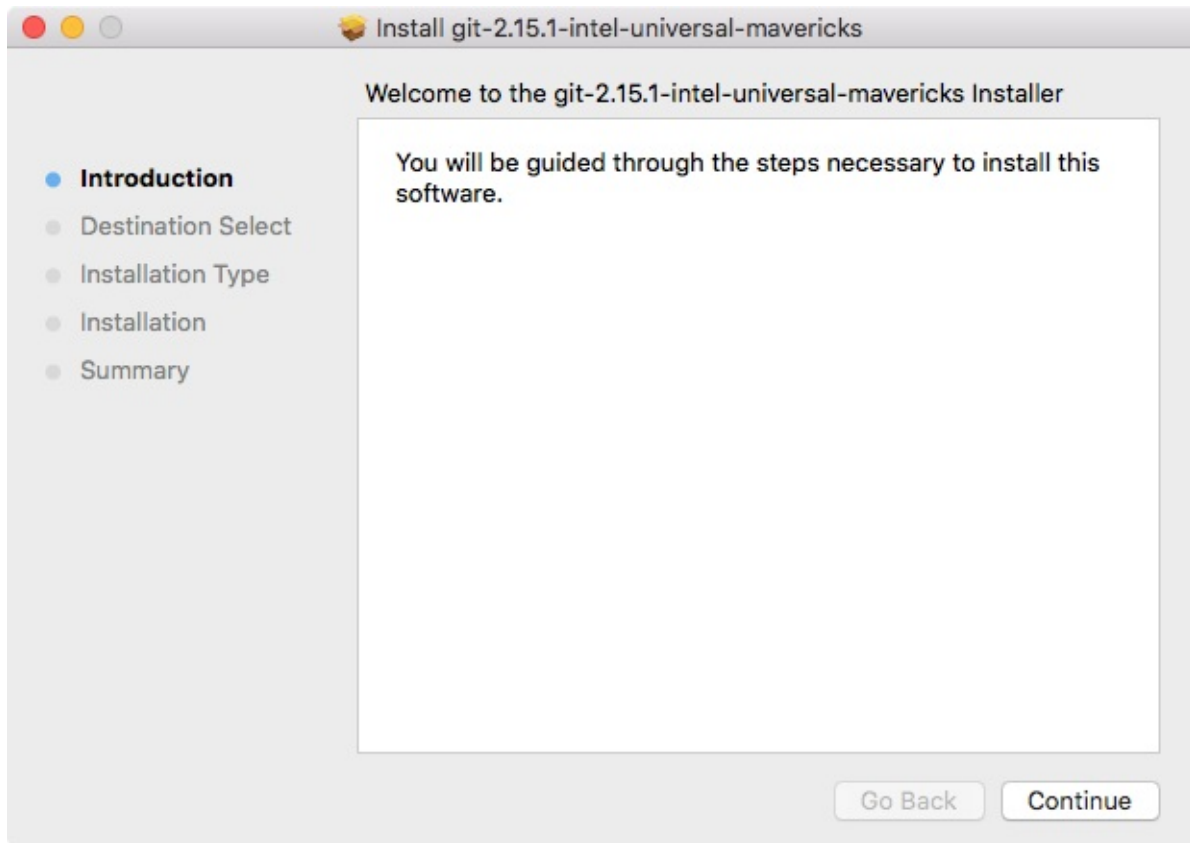 Install git-2.15.1-intel-universal-mavericks
Welcome to the git-2.15.1-intel-universal-mavericks Installer
Introduction
Destination Select
Installation Type
Installation
Summary
You will be guided through the steps necessary to install this
software.
Go Back
Continue